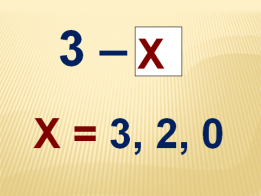 3 – X
X = 3, 2, 0